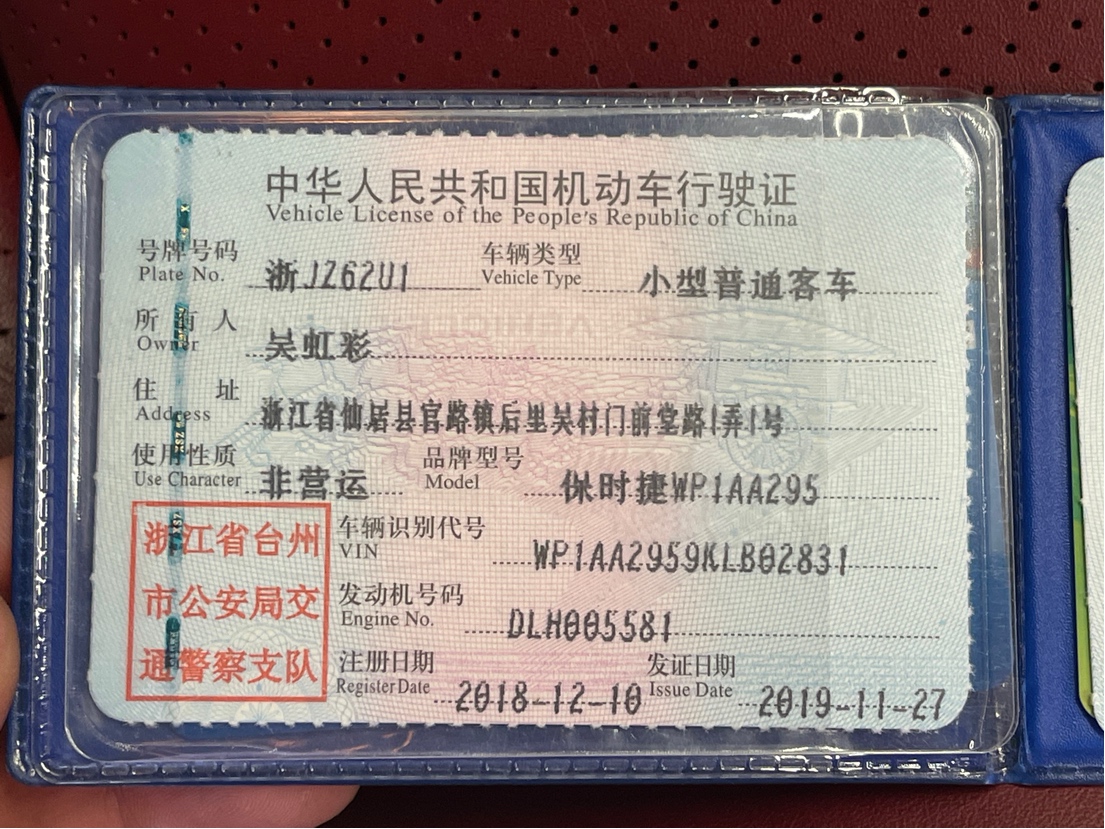 中华人民共和国机动车行驶证
Vehicle License of the People's Republic of China
号牌号码 浙JZ62U1 车辆类型 小型普通客车
Plate No. Vehicle Type
所有人 吴虹彩
Owner
住址 浙江省仙居县官路镇后里吴村门前堂路1弄1号
Address
使用性质 非营运 品牌型号 保时捷WP1AA295
Use Character Model
浙江省台州
市公安局交
通警察支队
车辆识别代号 WP1AA2959KLB02831
VIN
发动机号码 DLH005581
Engine No.
注册日期 2018-12-10 发证日期 2019-11-27
Register Date Issue Date